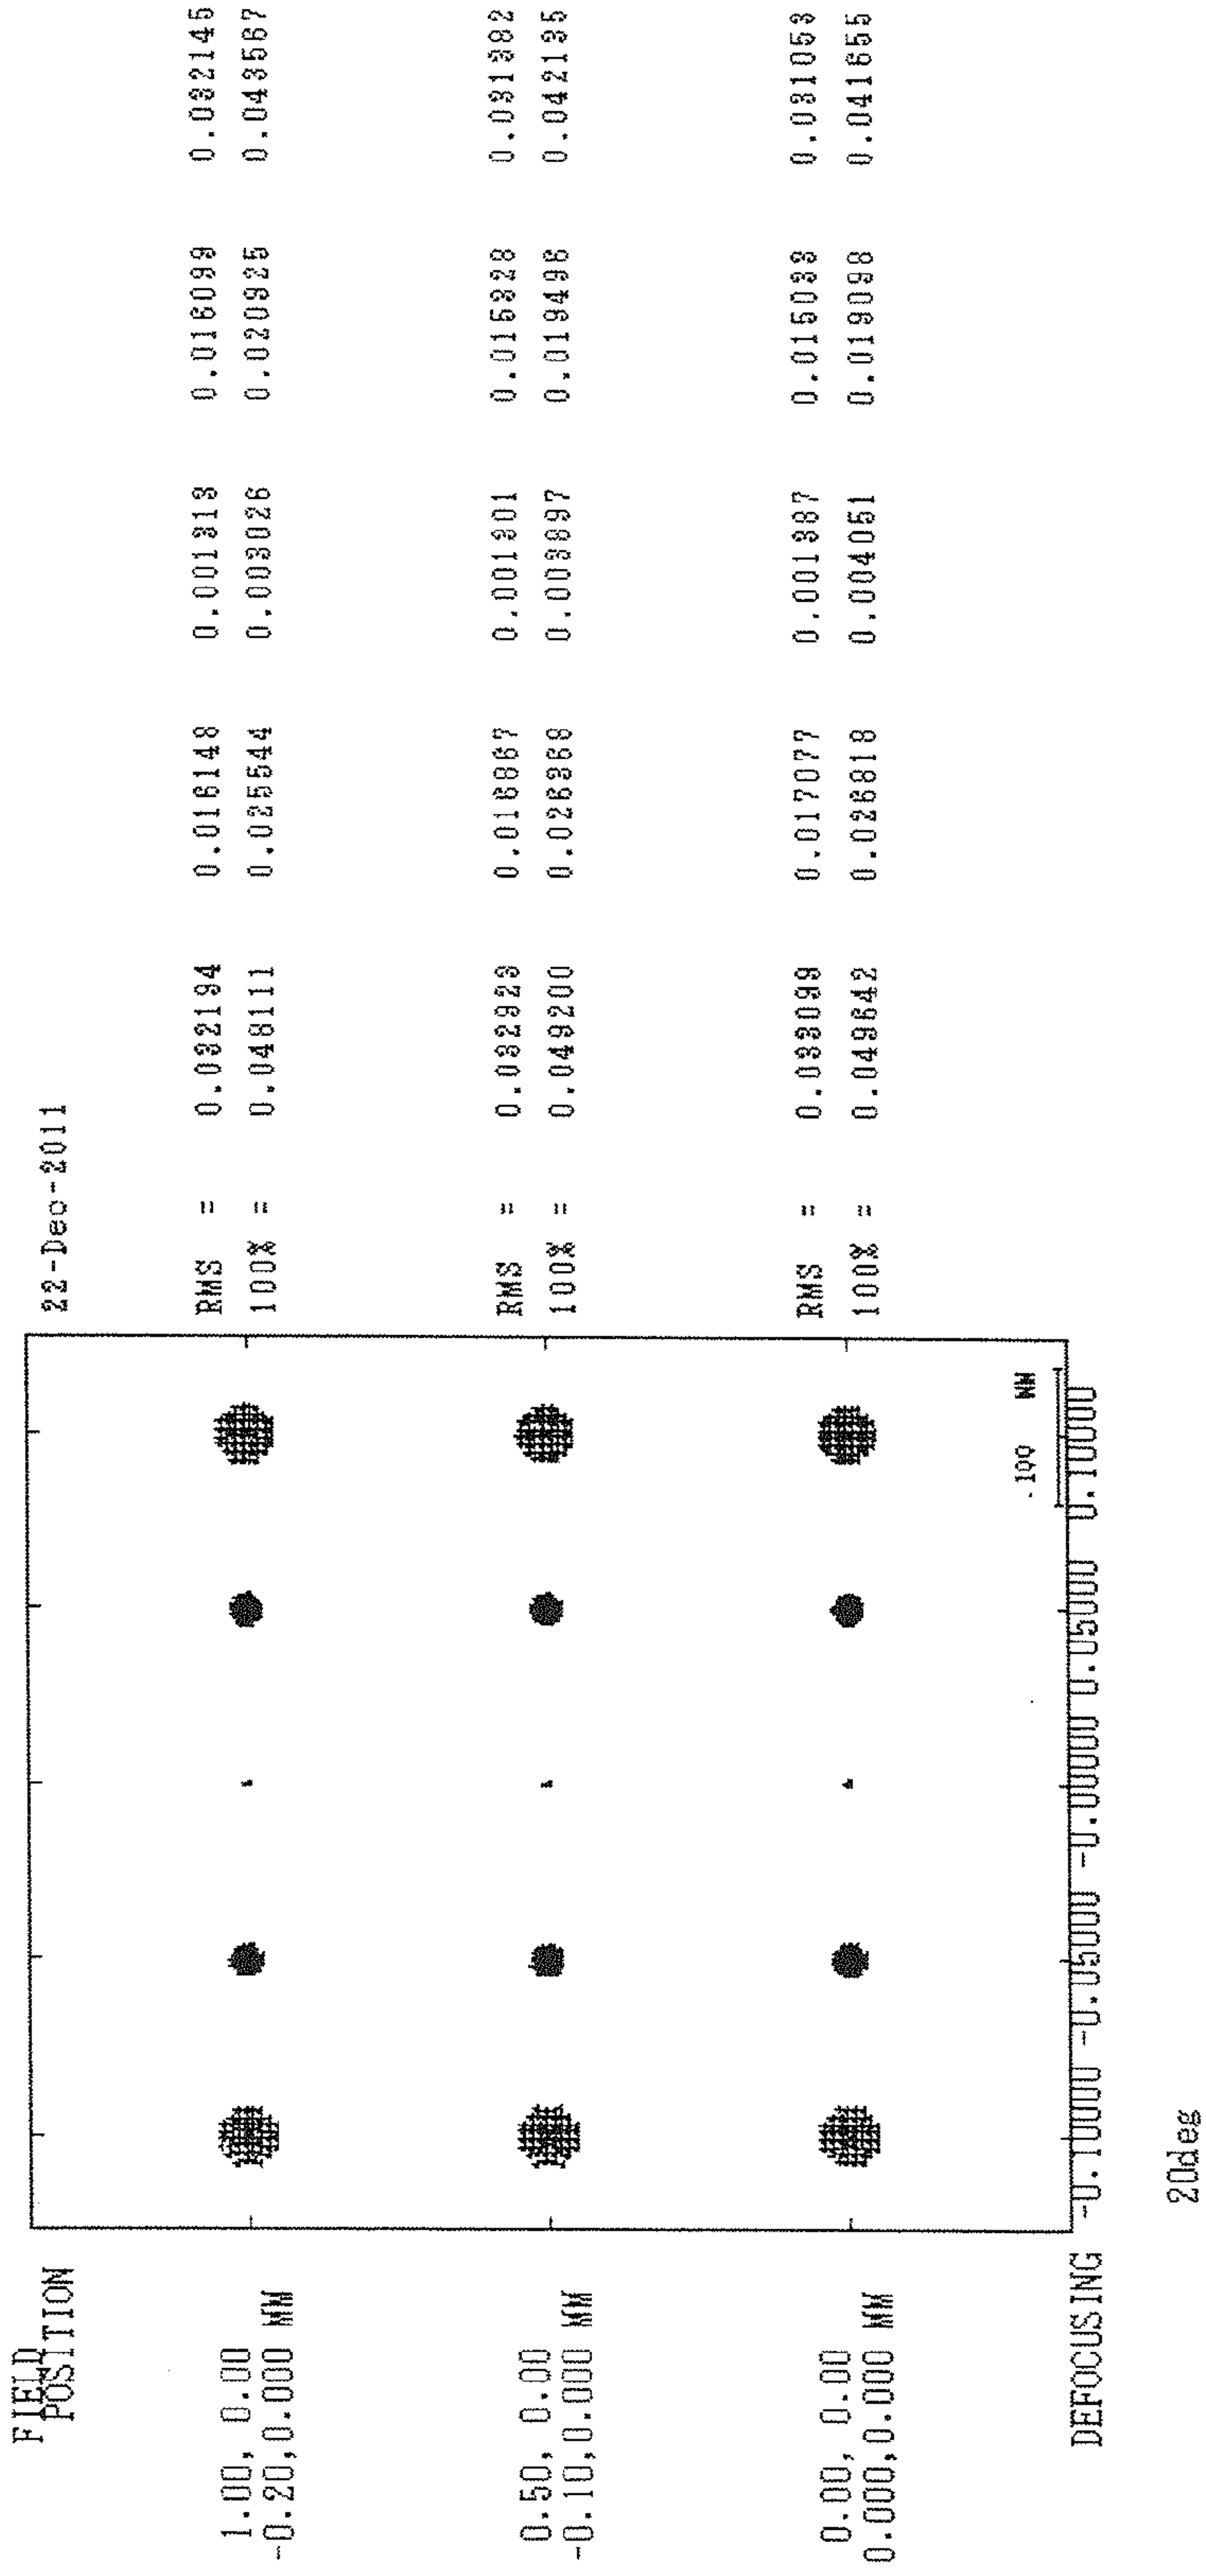 FIELD
POSITION
22-Dec-2011
1.00, 0.00
-0.20,0.000 MM
RMS = 0.032194 0.016148 0.001313 0.016099 0.032145
100% = 0.048111 0.025544 0.003026 0.020925 0.043567
0.50, 0.00
-0.10,0.000 MM
RMS = 0.032923 0.016867 0.001301 0.015328 0.031382
100% = 0.049200 0.026368 0.003897 0.019496 0.042135
0.00, 0.00
0.000,0.000 MM
RMS = 0.033099 0.017077 0.001387 0.015033 0.031053
100% = 0.049642 0.026818 0.004051 0.019098 0.041655
.100 MM
DEFOCUSING -0.10000 -0.05000 -0.00000 0.05000 0.10000
20deg